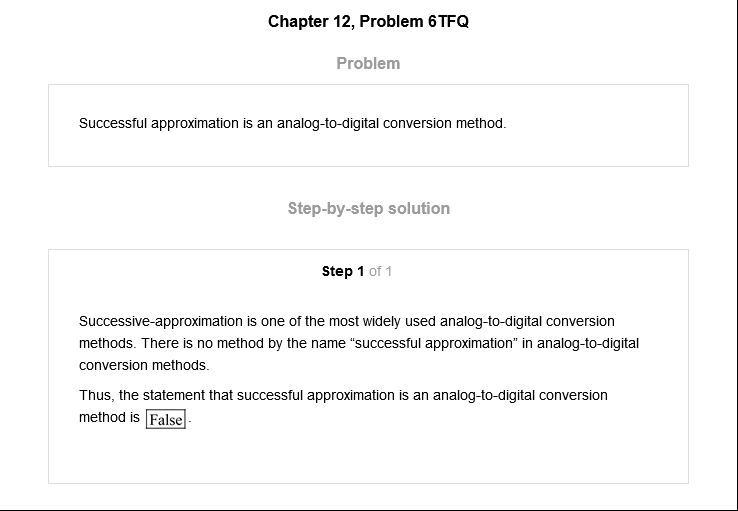 Chapter 12, Problem 6TFQ
Problem
Successful approximation is an analog-to-digital conversion method.
Step-by-step solution
Step 1 of 1
Successive-approximation is one of the most widely used analog-to-digital conversion
methods. There is no method by the name “successful approximation” in analog-to-digital
conversion methods.
Thus, the statement that successful approximation is an analog-to-digital conversion
method is False.